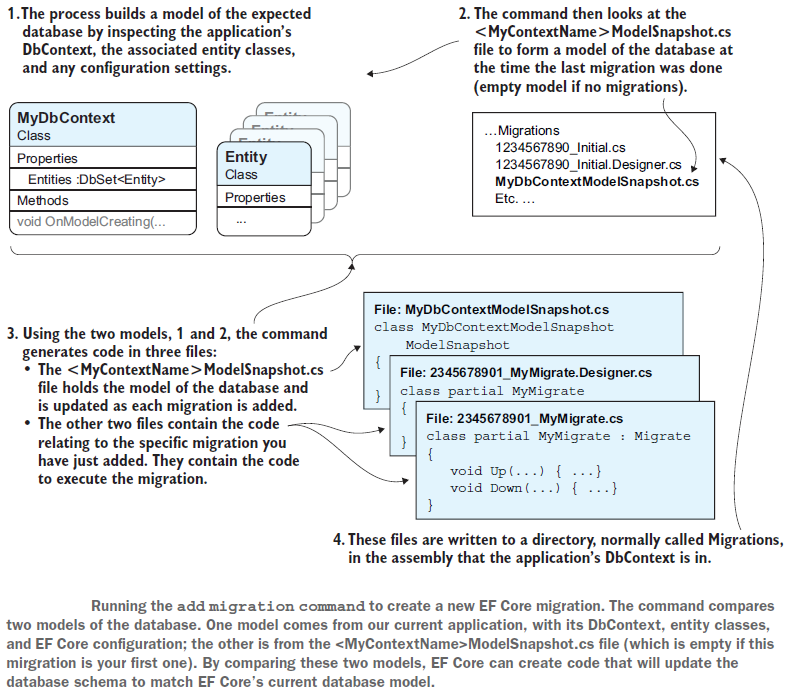 1.The process builds a model of the expected
database by inspecting the application's
DbContext, the associated entity classes,
and any configuration settings.
2. The command then looks at the
<MyContextName>ModelSnapshot.cs
file to form a model of the database at
the time the last migration was done
(empty model if no migrations).
MyDbContext
Class
Properties
Entities :DbSet<Entity>
Methods
void OnModelCreating(...
Entity
Class
Properties
...
...Migrations
1234567890_Initial.cs
1234567890_Initial.Designer.cs
MyDbContextModelSnapshot.cs
Etc. ...
3. Using the two models, 1 and 2, the command
generates code in three files:
• The <MyContextName>ModelSnapshot.cs
file holds the model of the database and
is updated as each migration is added.
• The other two files contain the code
relating to the specific migration you
have just added. They contain the code
to execute the migration.
File: MyDbContextModelSnapshot.cs
class MyDbContextModelSnapshot
ModelSnapshot
{
}
File: 2345678901_MyMigrate.Designer.cs
class partial MyMigrate
{
}
File: 2345678901_MyMigrate.cs
class partial MyMigrate : Migrate
{
void Up(...) { ...}
void Down(...) { ...}
}
4. These files are written to a directory, normally called Migrations,
in the assembly that the application's DbContext is in.
Running the add migration command to create a new EF Core migration. The command compares
two models of the database. One model comes from our current application, with its DbContext, entity classes,
and EF Core configuration; the other is from the <MyContextName>ModelSnapshot.cs file (which is empty if this
mirgration is your first one). By comparing these two models, EF Core can create code that will update the
database schema to match EF Core's current database model.